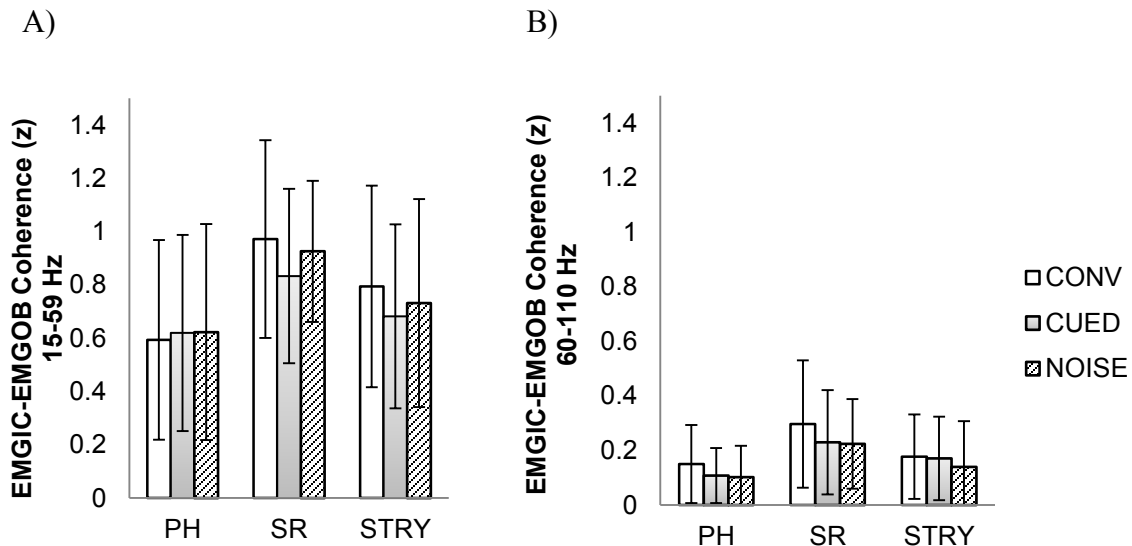 A)
B)
EMGIC-EMGOB Coherence (z)
15-59 Hz
1.4
1.2
1
0.8
0.6
0.4
0.2
0
PH SR STRY
EMGIC-EMGOB Coherence (z)
60-110 Hz
1.4
1.2
1
0.8
0.6
0.4
0.2
0
PH SR STRY
CONV
CUED
NOISE